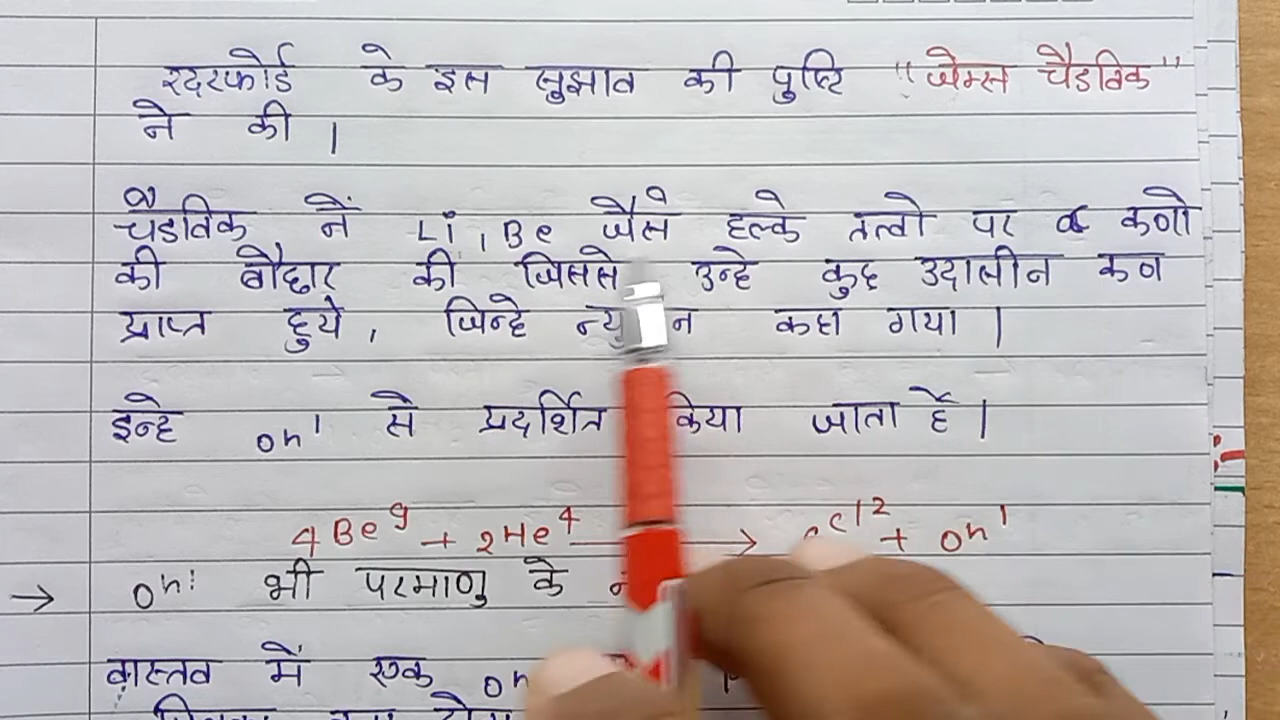 रदरफोर्ड के इस सुझाव की पुष्टि "जेम्स चैडविक"
ने की ।
चैडविक नें Li, Be जैसे हल्के तत्वो पर α कणो
की बौछार की जिससे उन्हे कुछ उदासीन कण
प्राप्त हुये, जिन्हे कहा गया ।
इन्हे ₀n¹ से प्रदर्शित किया जाता हैं ।
₄Be⁹ + ₂He⁴ → C¹² + ₀n¹
→ ₀n¹ भी परमाणु के
वास्तव में एक ₀n